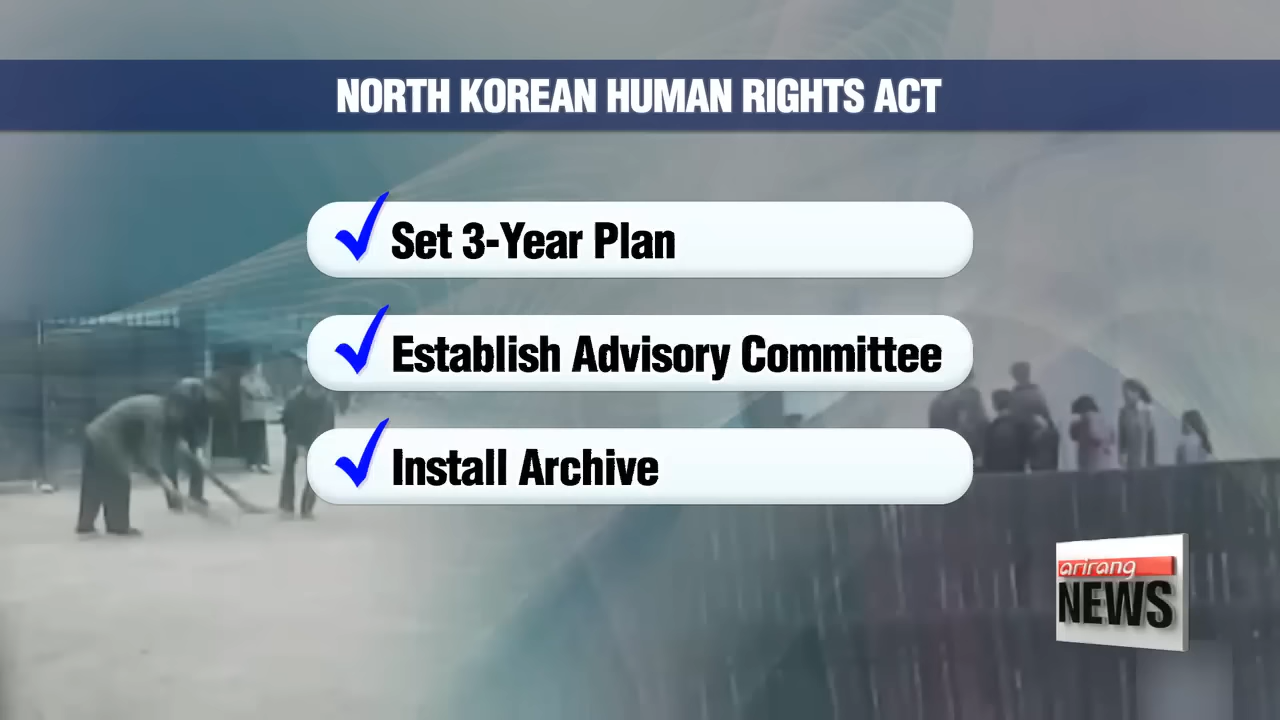 NORTH KOREAN HUMAN RIGHTS ACT
Set 3-Year Plan
Establish Advisory Committee
Install Archive
arirang
NEWS